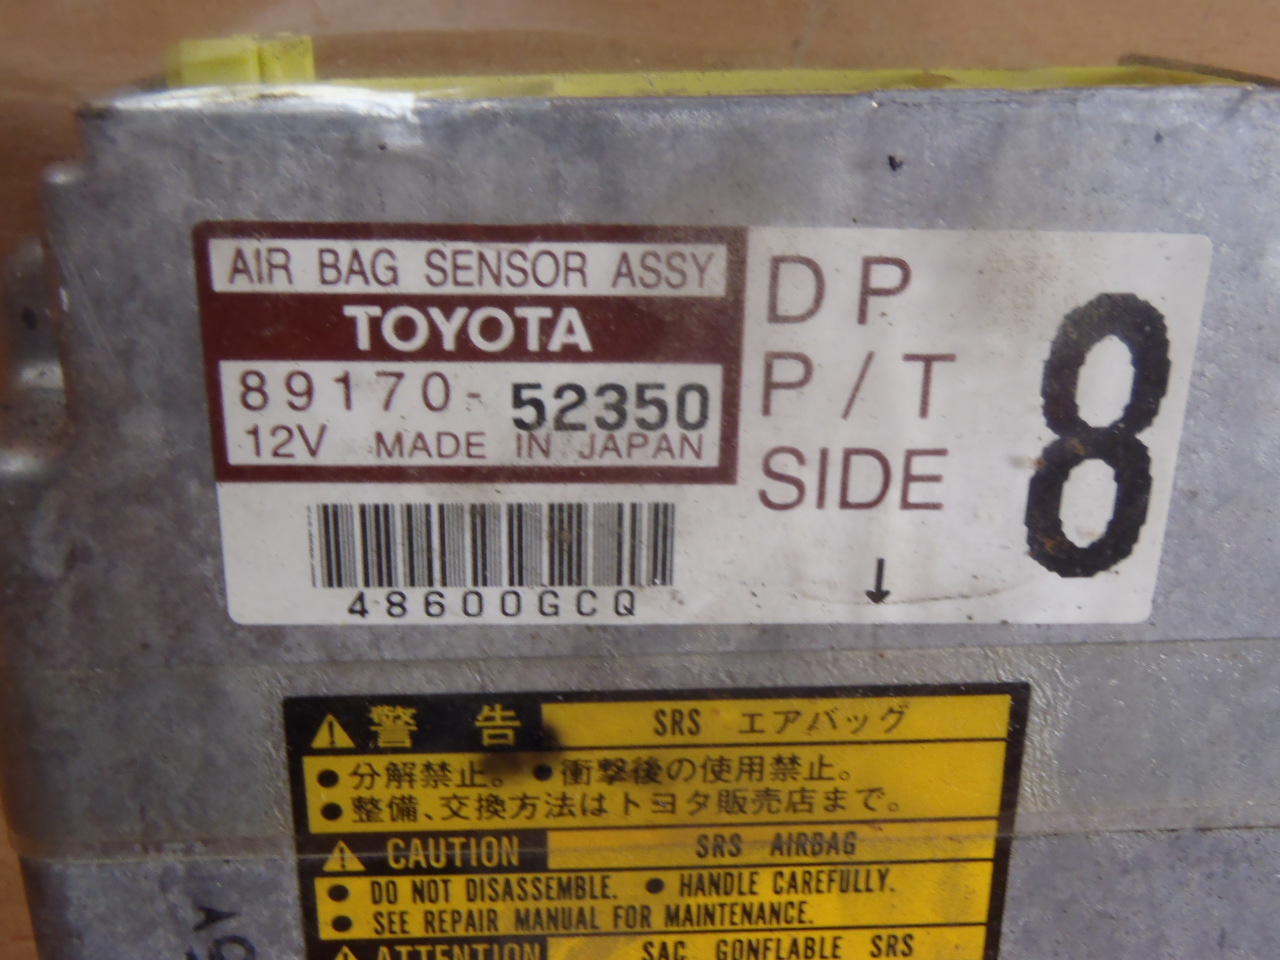 AIR BAG SENSOR ASSY
TOYOTA
89170-52350
12V MADE IN JAPAN
48600GCQ
DP
P/T
SIDE
8
↓
警告 SRS エアバッグ
●分解禁止。 ●衝撃後の使用禁止。
●整備、交換方法はトヨタ販売店まで。
CAUTION SRS AIRBAG
● DO NOT DISASSEMBLE. ● HANDLE CAREFULLY.
● SEE REPAIR MANUAL FOR MAINTENANCE.
ATTENTION SAC GONFLABLE SRS